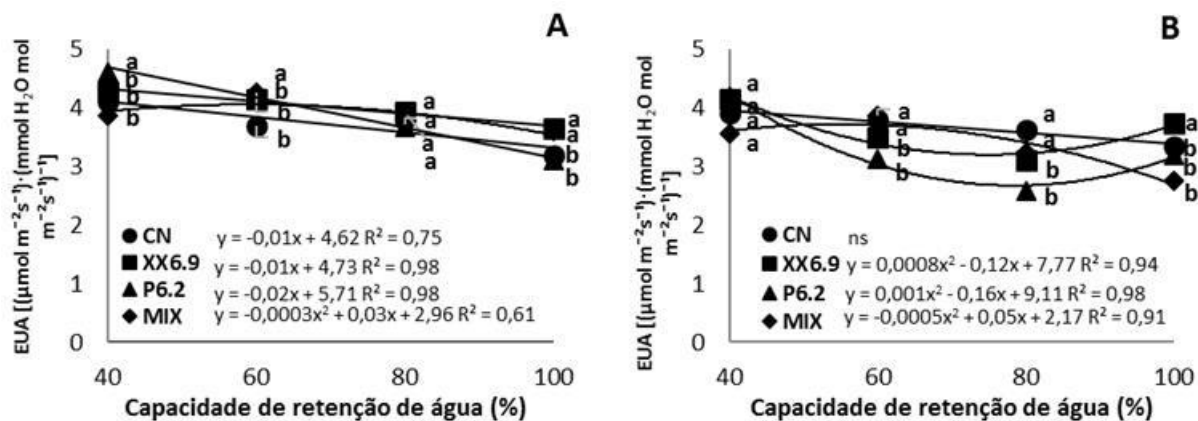 A
EUA [(μmol m⁻²s⁻¹)·(mmol H₂O mol
m⁻²s⁻¹)⁻¹]
5
4
3
2
1
0
a
b
b
b
a
b
b
b
a
a
a
a
a
b
b
b
CN y = -0,01x + 4,62 R² = 0,75
XX6.9 y = -0,01x + 4,73 R² = 0,98
P6.2 y = -0,02x + 5,71 R² = 0,98
MIX y = -0,0003x² + 0,03x + 2,96 R² = 0,61
40 60 80 100
Capacidade de retenção de água (%)
B
EUA [(μmol m⁻²s⁻¹)·(mmol H₂O mol
m⁻²s⁻¹)⁻¹]
5
4
3
2
1
0
a
a
a
a
a
a
b
b
a
a
b
b
a
b
b
b
CN ns
XX6.9 y = 0,0008x² - 0,12x + 7,77 R² = 0,94
P6.2 y = 0,001x² - 0,16x + 9,11 R² = 0,98
MIX y = -0,0005x² + 0,05x + 2,17 R² = 0,91
40 60 80 100
Capacidade de retenção de água (%)